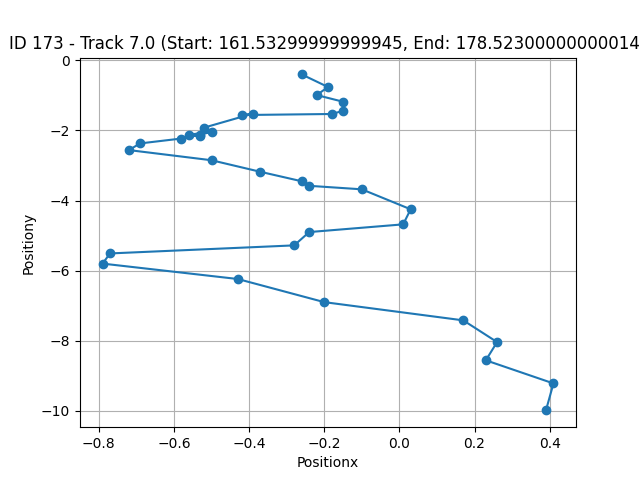 ID 173 - Track 7.0 (Start: 161.53299999999945, End: 178.52300000000014
0
−2
−4
−6
−8
−10
Positiony
−0.8 −0.6 −0.4 −0.2 0.0 0.2 0.4
Positionx